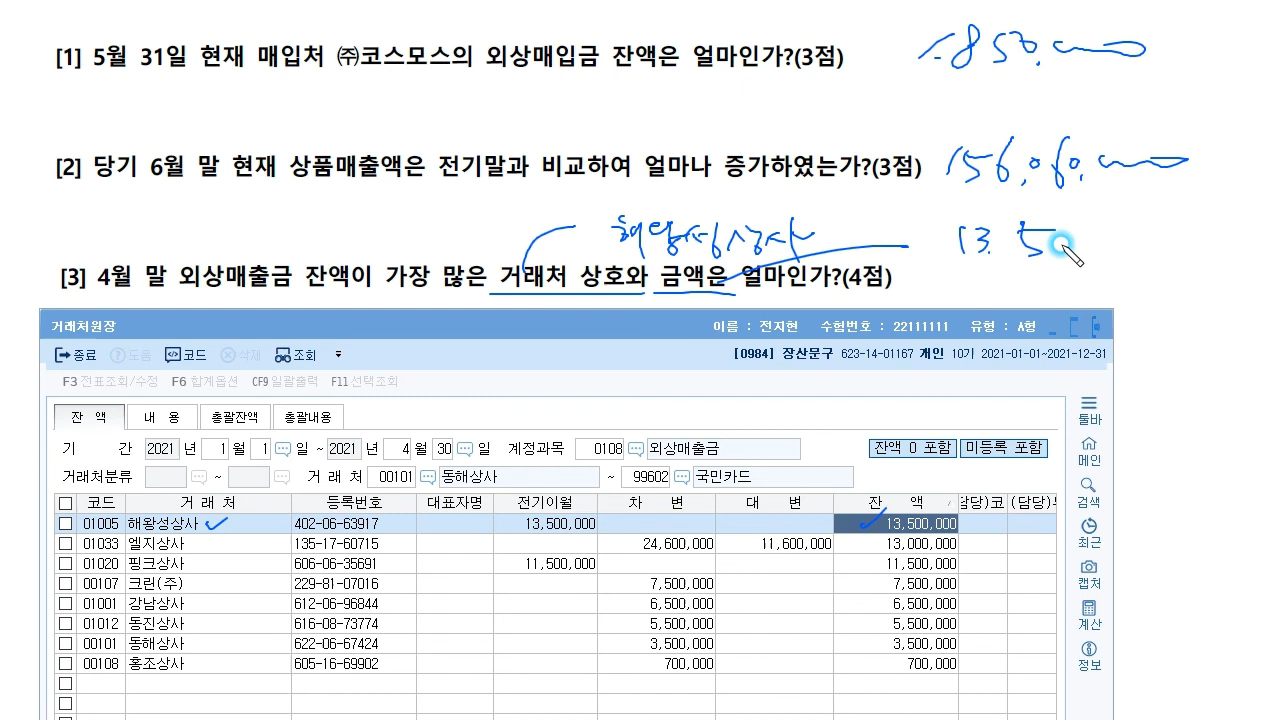 [1] 5월 31일 현재 매입처 ㈜코스모스의 외상매입금 잔액은 얼마인가?(3점)
[2] 당기 6월 말 현재 상품매출액은 전기말과 비교하여 얼마나 증가하였는가?(3점)
156,060,000
해왕성상사 13.5
[3] 4월 말 외상매출금 잔액이 가장 많은 거래처 상호와 금액은 얼마인가?(4점)
거래처원장 이름 : 전지현 수험번호 : 22111111 유형 : A형
종료 도움 코드 삭제 조회 [0984] 장산문구 623-14-01167 개인 10기 2021-01-01~2021-12-31
F3 전표조회/수정 F6 합계옵션 CF9 일괄출력 F11 선택조회
잔 액 내 용 총괄잔액 총괄내용
기 간 2021 년 1 월 1 일 ~ 2021 년 4 월 30 일 계정과목 0108 외상매출금 잔액 0 포함 미등록 포함
거래처분류 ~ 거 래 처 00101 동해상사 ~ 99602 국민카드
코드 거 래 처 등록번호 대표자명 전기이월 차 변 대 변 잔 액 담당)코 (담당)
01005 해왕성상사 402-06-63917 13,500,000 13,500,000
01033 엘지상사 135-17-60715 24,600,000 11,600,000 13,000,000
01020 핑크상사 606-06-35691 11,500,000 11,500,000
00107 크린(주) 229-81-07016 7,500,000 7,500,000
01001 강남상사 612-06-96844 6,500,000 6,500,000
01012 동진상사 616-08-73774 5,500,000 5,500,000
00101 동해상사 622-06-67424 3,500,000 3,500,000
00108 홍조상사 605-16-69902 700,000 700,000
툴바
메인
검색
최근
캡처
계산
정보